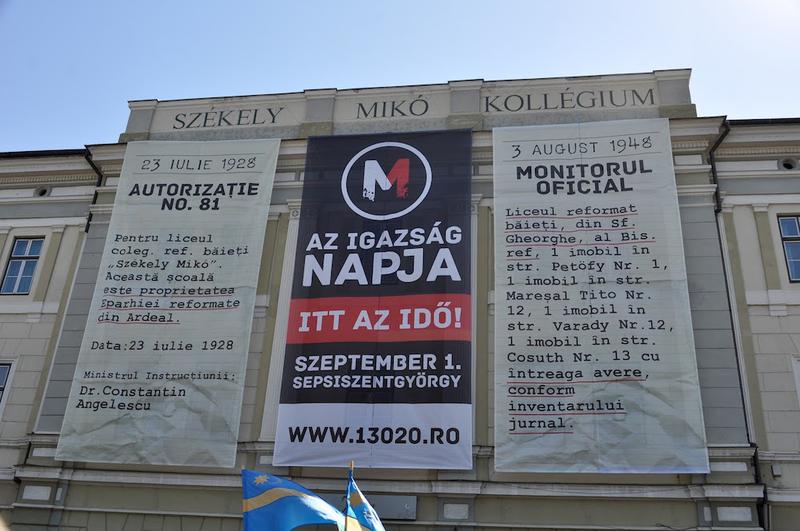 SZÉKELY MIKÓ KOLLÉGIUM
23 IULIE 1928
AUTORIZAȚIE
NO. 81
Pentru liceul
coleg. ref. băieți
„Székely Mikó".
Această școală
este proprietatea
Eparhiei reformate
din Ardeal.
Data:23 iulie 1928
Ministrul Instrucțiunii:
Dr.Constantin
Angelescu
M
AZ IGAZSÁG
NAPJA
ITT AZ IDŐ!
SZEPTEMBER 1.
SEPSISZENTGYÖRGY
WWW.13020.RO
3 AUGUST 1948
MONITORUL
OFICIAL
Liceul reformat
băieți, din Sf.
Gheorghe, al Bis.
ref, 1 imobil în
str. Petőfy Nr. 1,
1 imobil în str.
Mareșal Tito Nr.
12, 1 imobil în
str. Varady Nr.12,
1 imobil în str.
Cosuth Nr. 13 cu
întreaga avere,
conform
inventarului
jurnal.